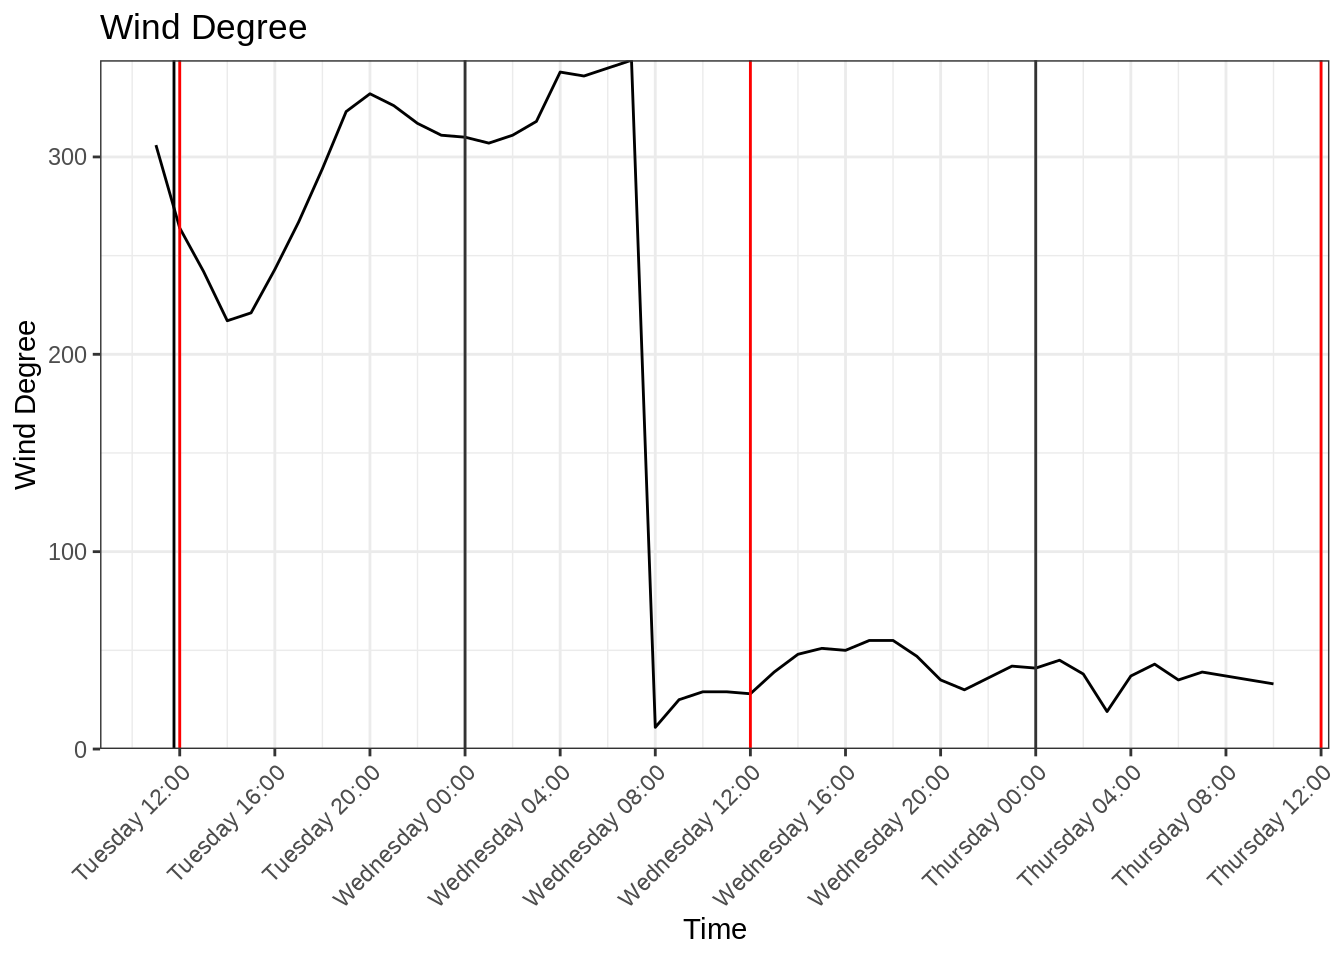 Wind Degree
Wind Degree
300
200
100
0
Tuesday 12:00
Tuesday 16:00
Tuesday 20:00
Wednesday 00:00
Wednesday 04:00
Wednesday 08:00
Wednesday 12:00
Wednesday 16:00
Wednesday 20:00
Thursday 00:00
Thursday 04:00
Thursday 08:00
Thursday 12:00
Time